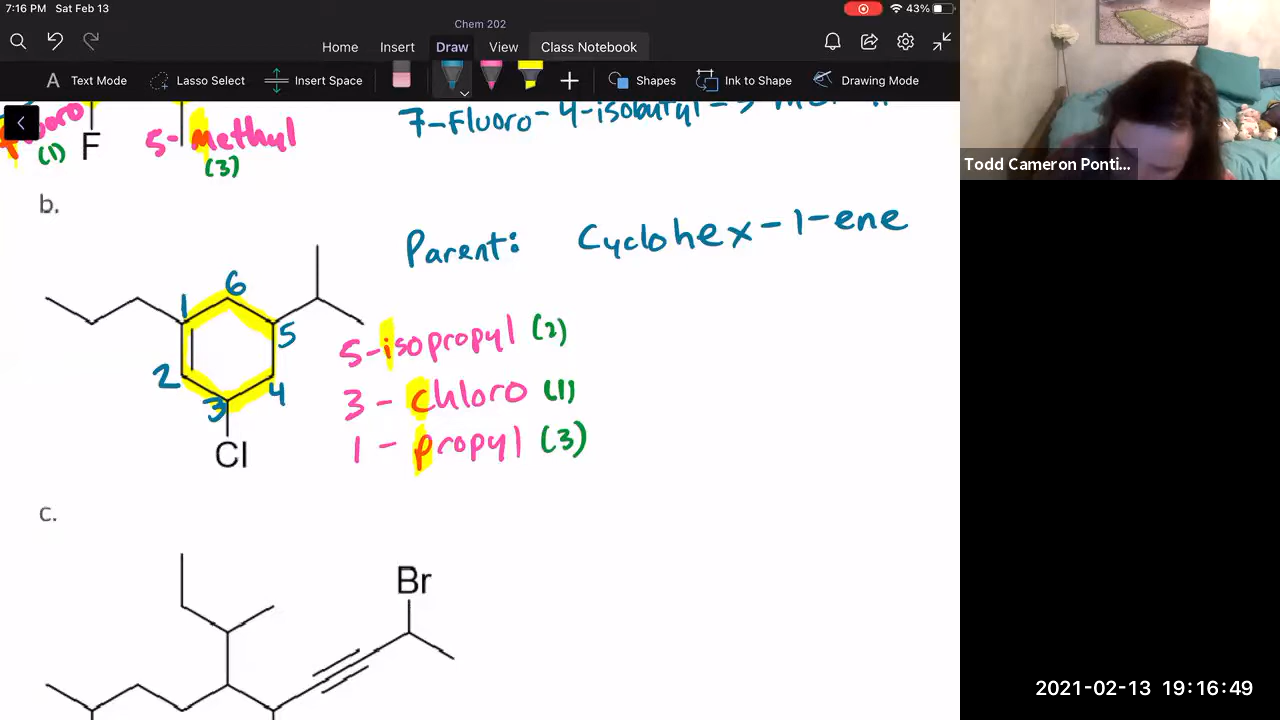 7:16 PM Sat Feb 13
43%
Chem 202
Home Insert Draw View Class Notebook
Text Mode Lasso Select Insert Space Shapes Ink to Shape Drawing Mode
7-Fluoro-4-isobutyl-
(1) F 5-methyl
(3)
Todd Cameron Ponti...
b.
Parent: Cyclohex-1-ene
1 6 5 2 3 4
Cl
5-isopropyl (2)
3-chloro (1)
1-propyl (3)
c.
Br
2021-02-13 19:16:49